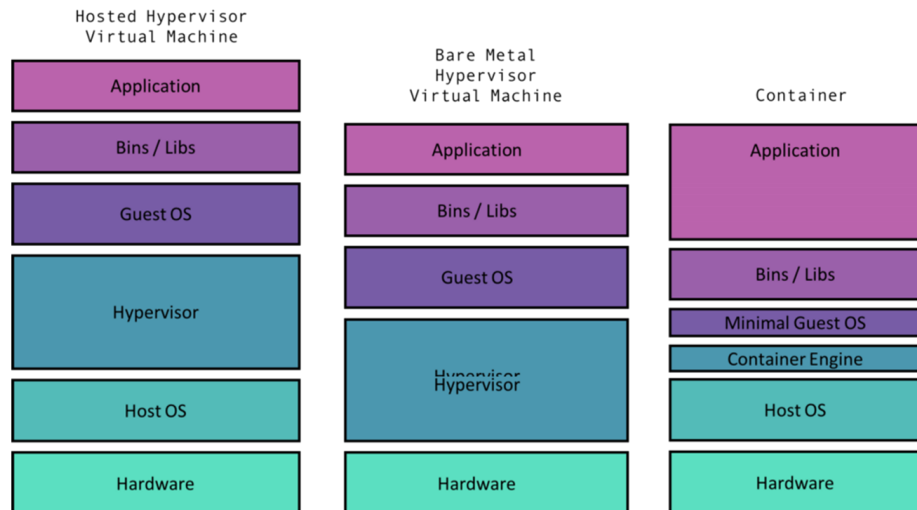 Hosted Hypervisor
Virtual Machine
Application
Bins / Libs
Guest OS
Hypervisor
Host OS
Hardware
Bare Metal
Hypervisor
Virtual Machine
Application
Bins / Libs
Guest OS
Hypervisor
Hypervisor
Hardware
Container
Application
Bins / Libs
Minimal Guest OS
Container Engine
Host OS
Hardware